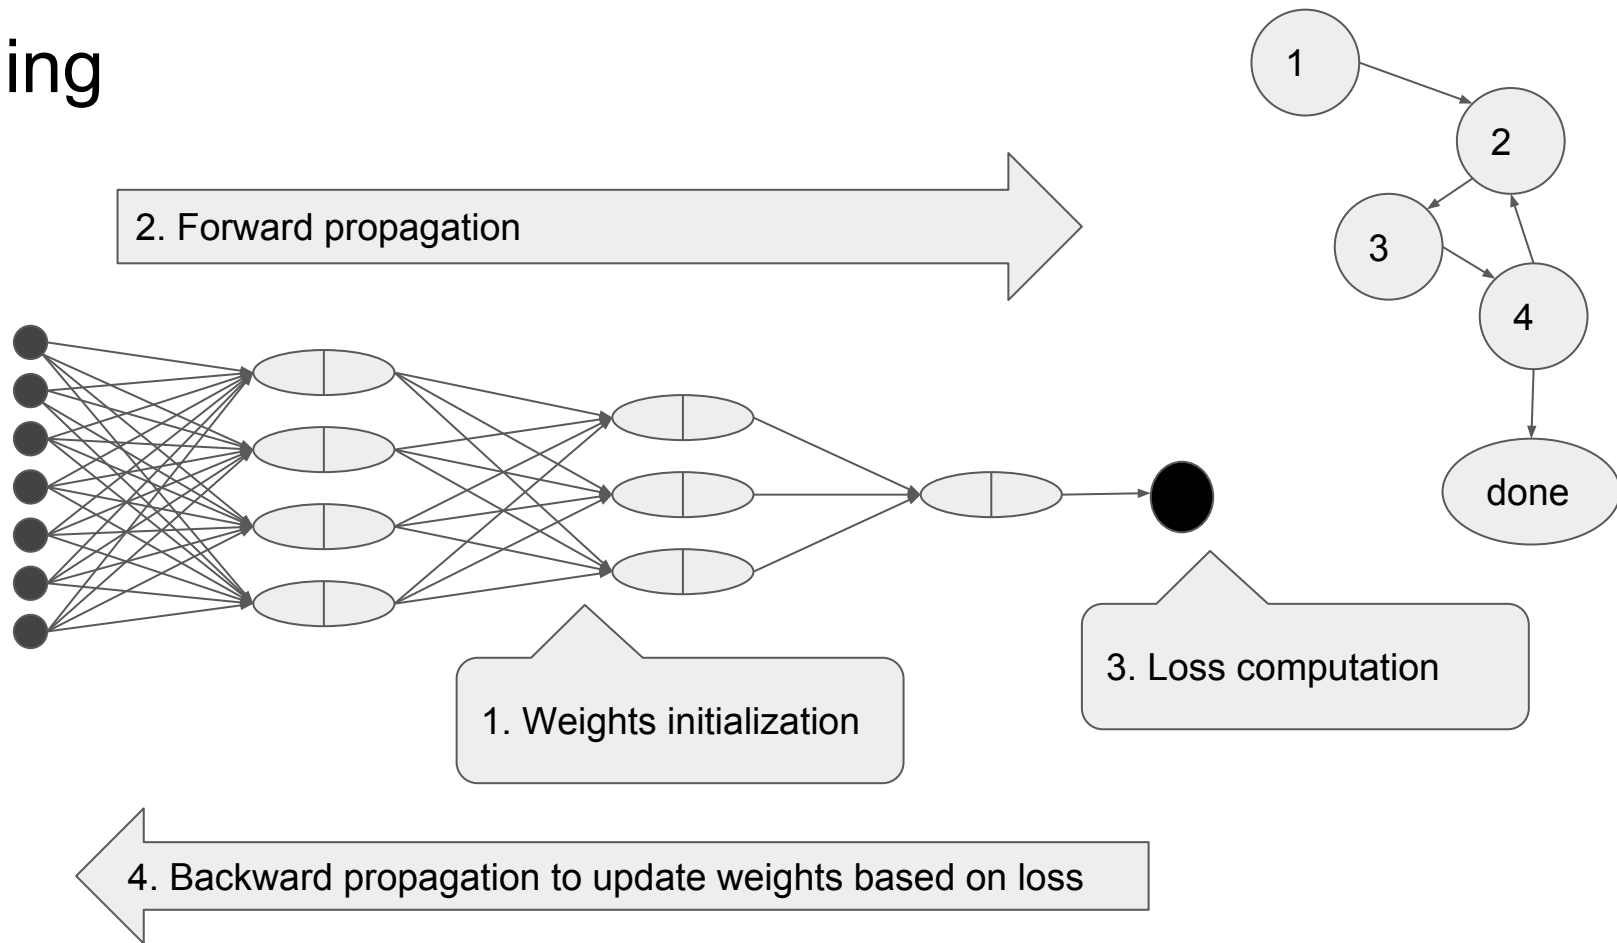 ing
1
2
3
4
done
2. Forward propagation
1. Weights initialization
3. Loss computation
4. Backward propagation to update weights based on loss